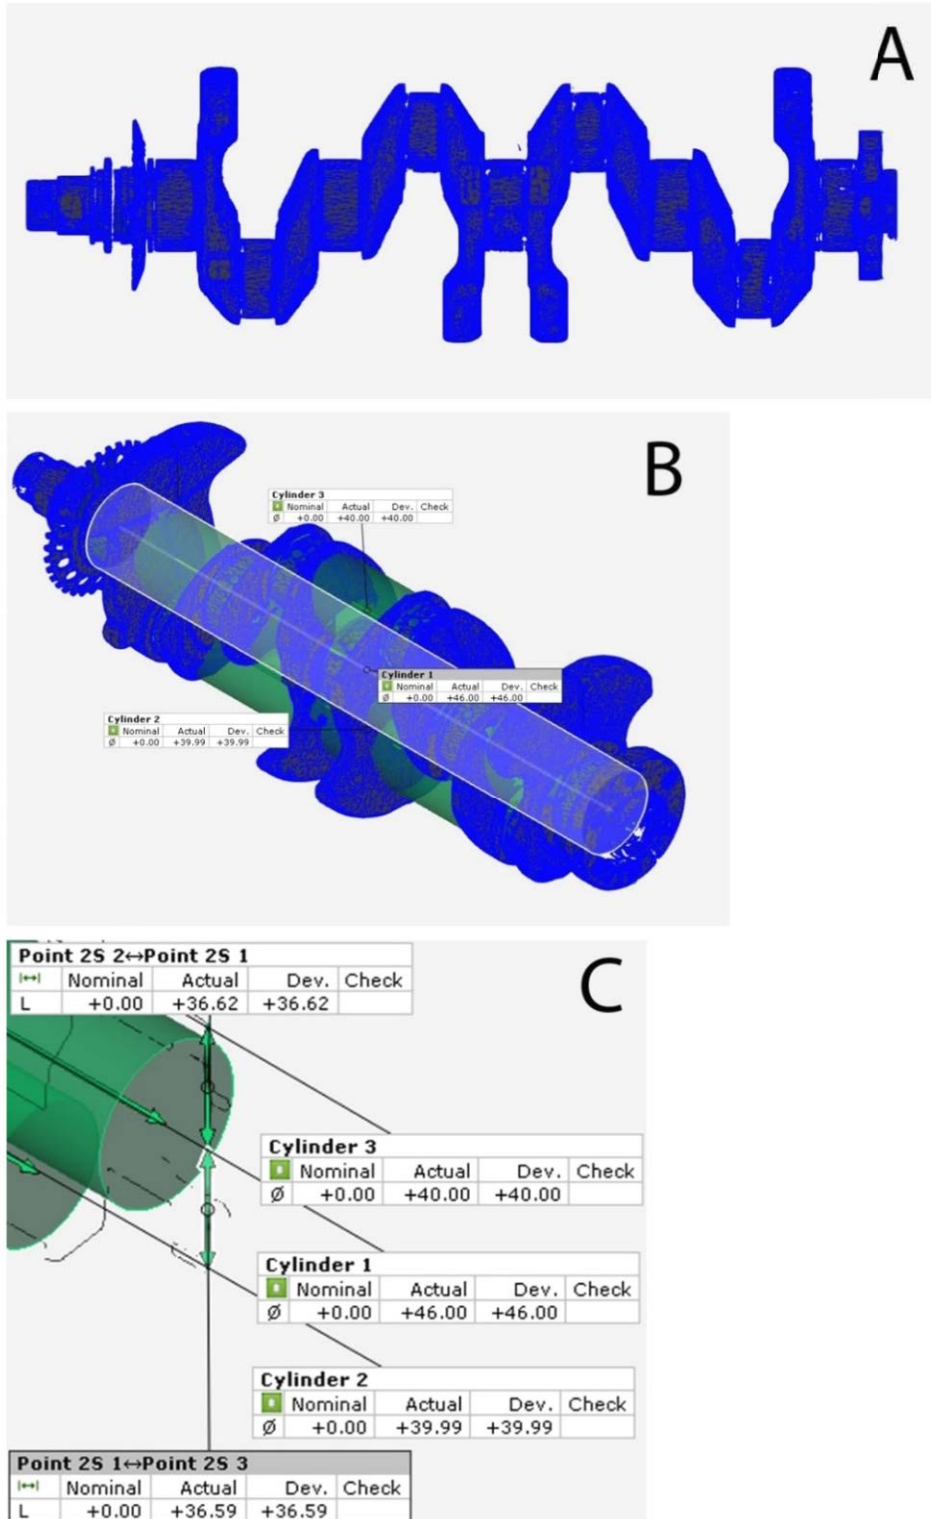 A
B
Cylinder 3
Nominal Actual Dev. Check
Ø +0.00 +40.00 +40.00
Cylinder 1
Nominal Actual Dev. Check
Ø +0.00 +46.00 +46.00
Cylinder 2
Nominal Actual Dev. Check
Ø +0.00 +39.99 +39.99
C
Point 2S 2↔Point 2S 1
Nominal Actual Dev. Check
L +0.00 +36.62 +36.62
Cylinder 3
Nominal Actual Dev. Check
Ø +0.00 +40.00 +40.00
Cylinder 1
Nominal Actual Dev. Check
Ø +0.00 +46.00 +46.00
Cylinder 2
Nominal Actual Dev. Check
Ø +0.00 +39.99 +39.99
Point 2S 1↔Point 2S 3
Nominal Actual Dev. Check
L +0.00 +36.59 +36.59